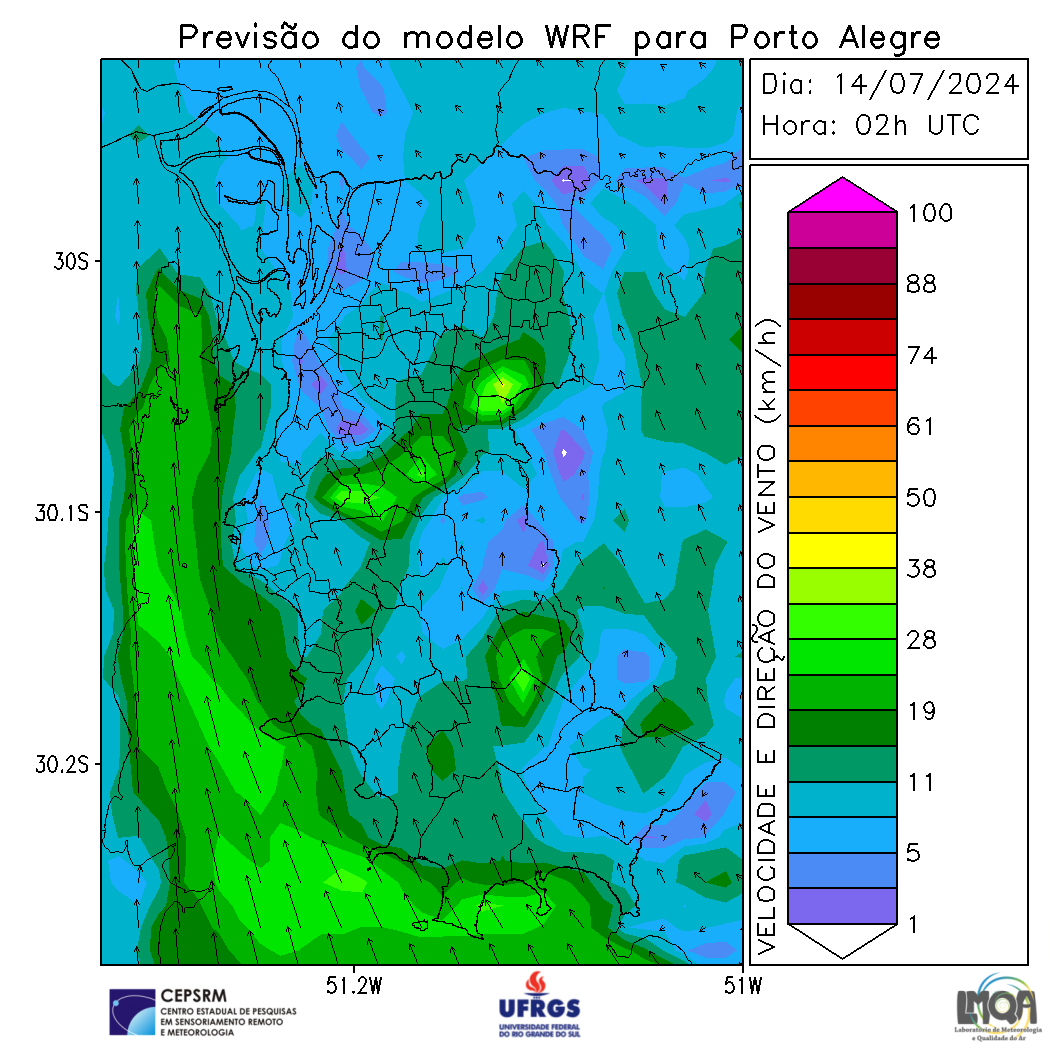 Previsão do modelo WRF para Porto Alegre
Dia: 14/07/2024
Hora: 02h UTC
30S
30.1S
30.2S
51.2W
51W
VELOCIDADE E DIREÇÃO DO VENTO (km/h)
100
88
74
61
50
38
28
19
11
5
1
CEPSRM
CENTRO ESTADUAL DE PESQUISAS
EM SENSORIAMENTO REMOTO
E METEOROLOGIA
UFRGS
UNIVERSIDADE FEDERAL
DO RIO GRANDE DO SUL
LMQA
Laboratório de Meteorologia
e Qualidade do Ar